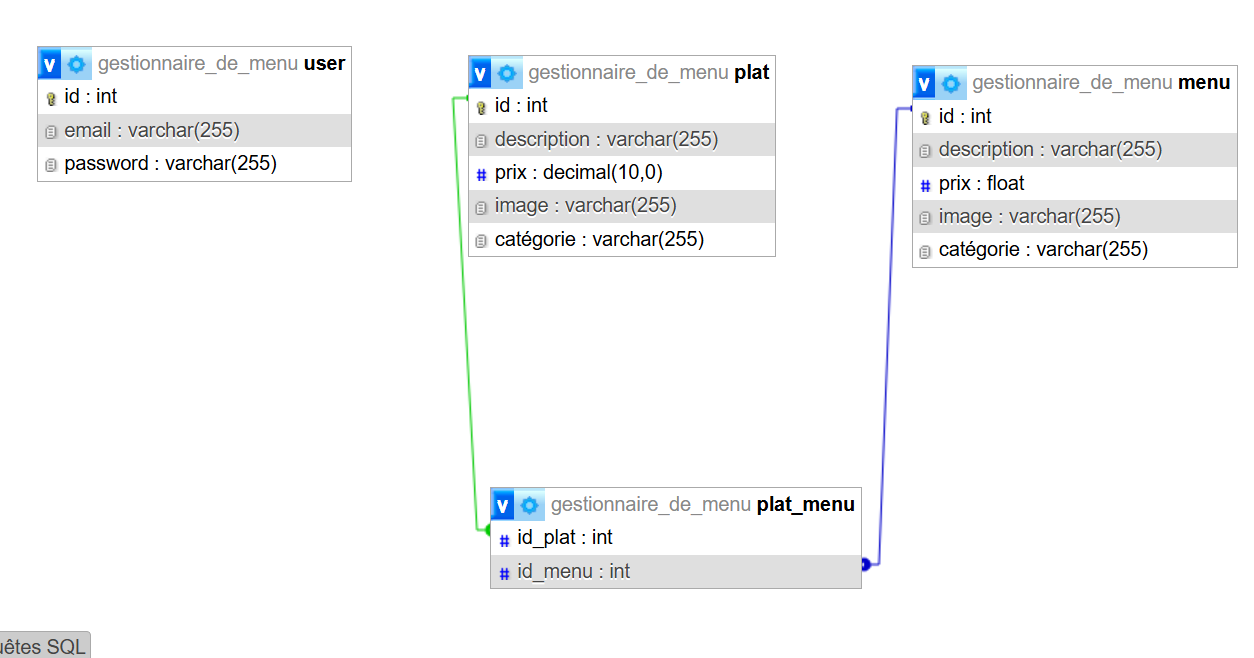 gestionnaire_de_menu user
id : int
email : varchar(255)
password : varchar(255)
gestionnaire_de_menu plat
id : int
description : varchar(255)
prix : decimal(10,0)
image : varchar(255)
catégorie : varchar(255)
gestionnaire_de_menu menu
id : int
description : varchar(255)
prix : float
image : varchar(255)
catégorie : varchar(255)
gestionnaire_de_menu plat_menu
id_plat : int
id_menu : int
uêtes SQL